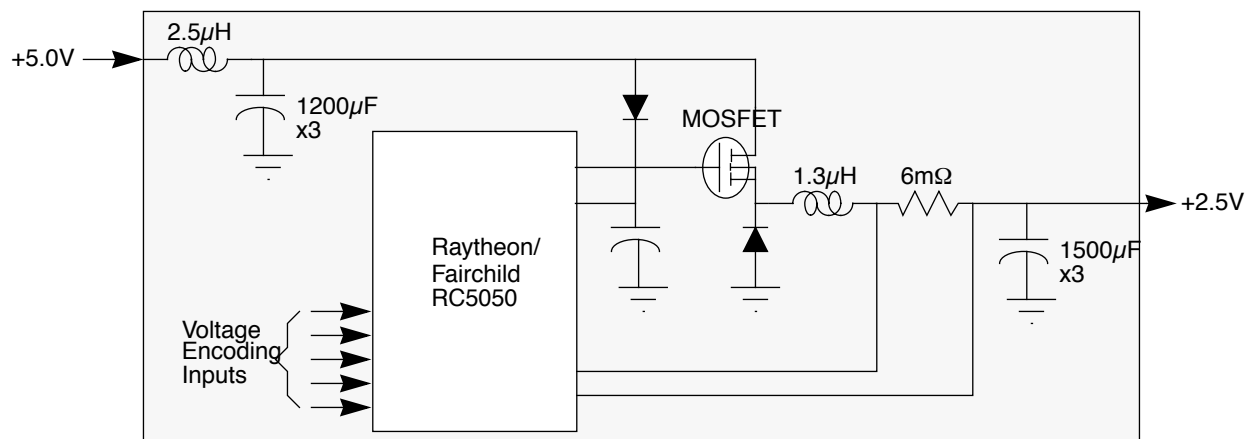 2.5µH
+5.0V
1200µF
x3
MOSFET
1.3µH
6mΩ
+2.5V
1500µF
x3
Raytheon/
Fairchild
RC5050
Voltage
Encoding
Inputs